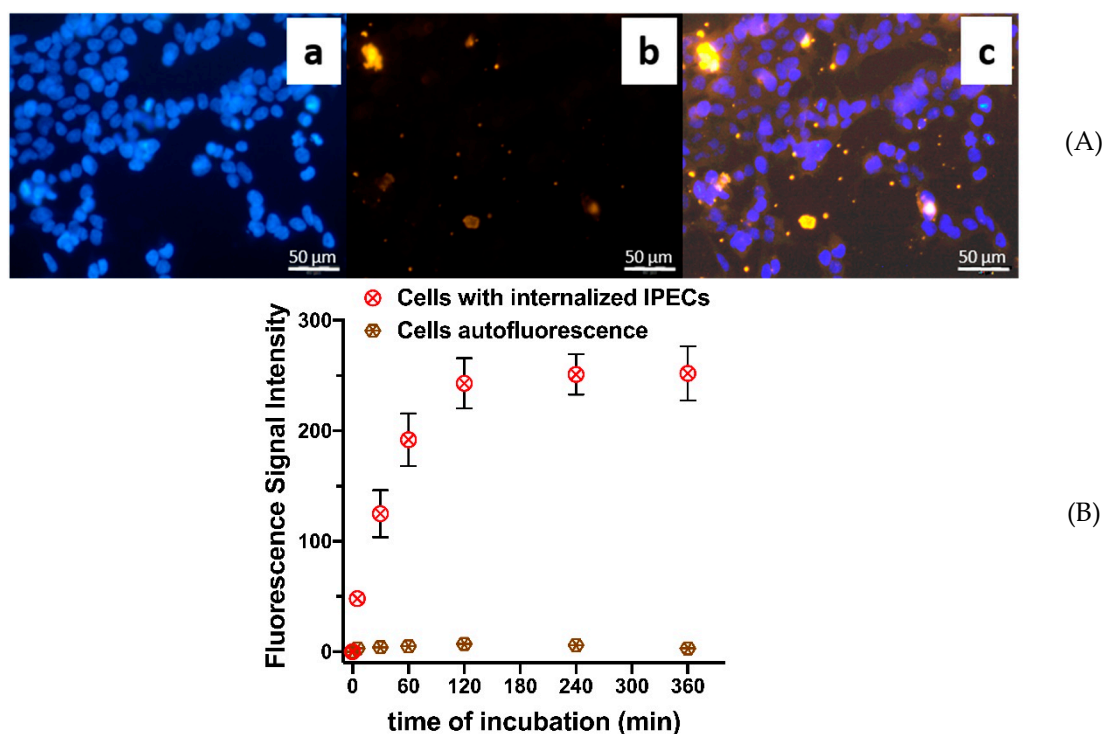 a
b
c
50 µm
50 µm
50 µm
(A)
Cells with internalized IPECs
Cells autofluorescence
300
200
100
0
Fluorescence Signal Intensity
0 60 120 180 240 300 360
time of incubation (min)
(B)